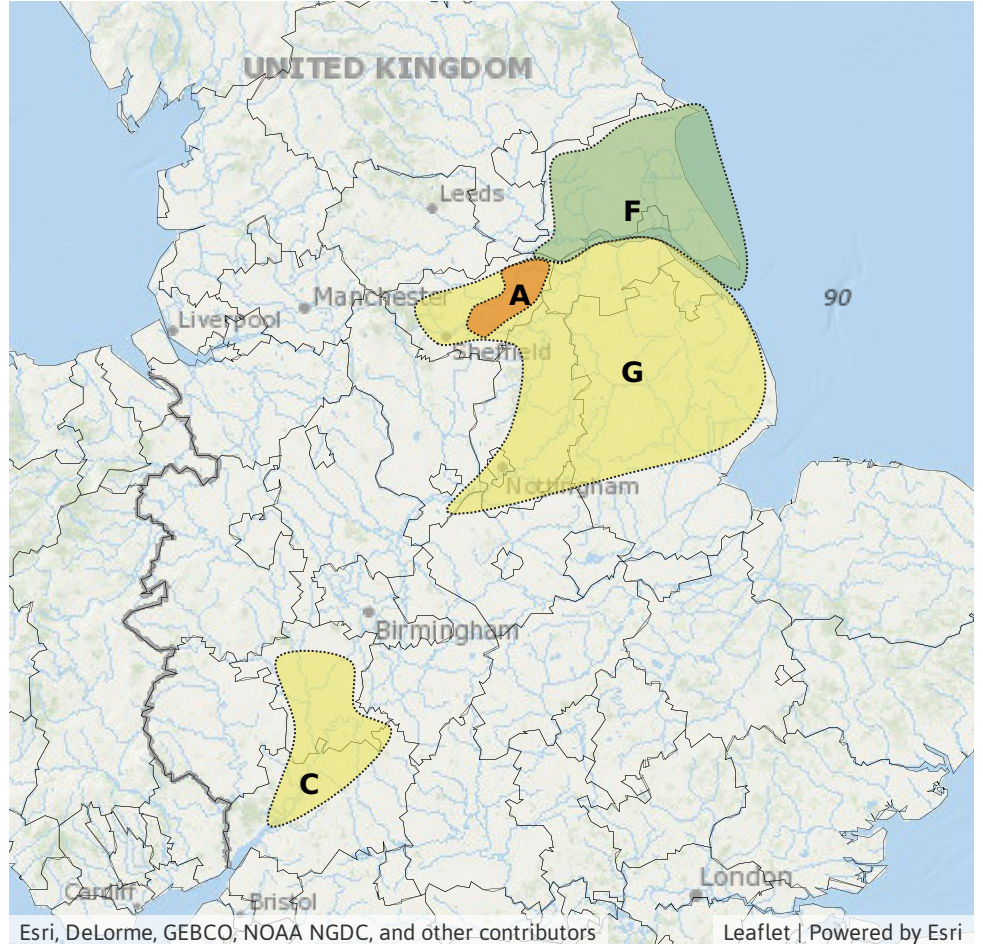 UNITED KINGDOM
Leeds
F
Manchester
A
90
Liverpool
Sheffield
G
Nottingham
Birmingham
C
London
Cardiff
Bristol
Esri, DeLorme, GEBCO, NOAA NGDC, and other contributors
Leaflet | Powered by Esri